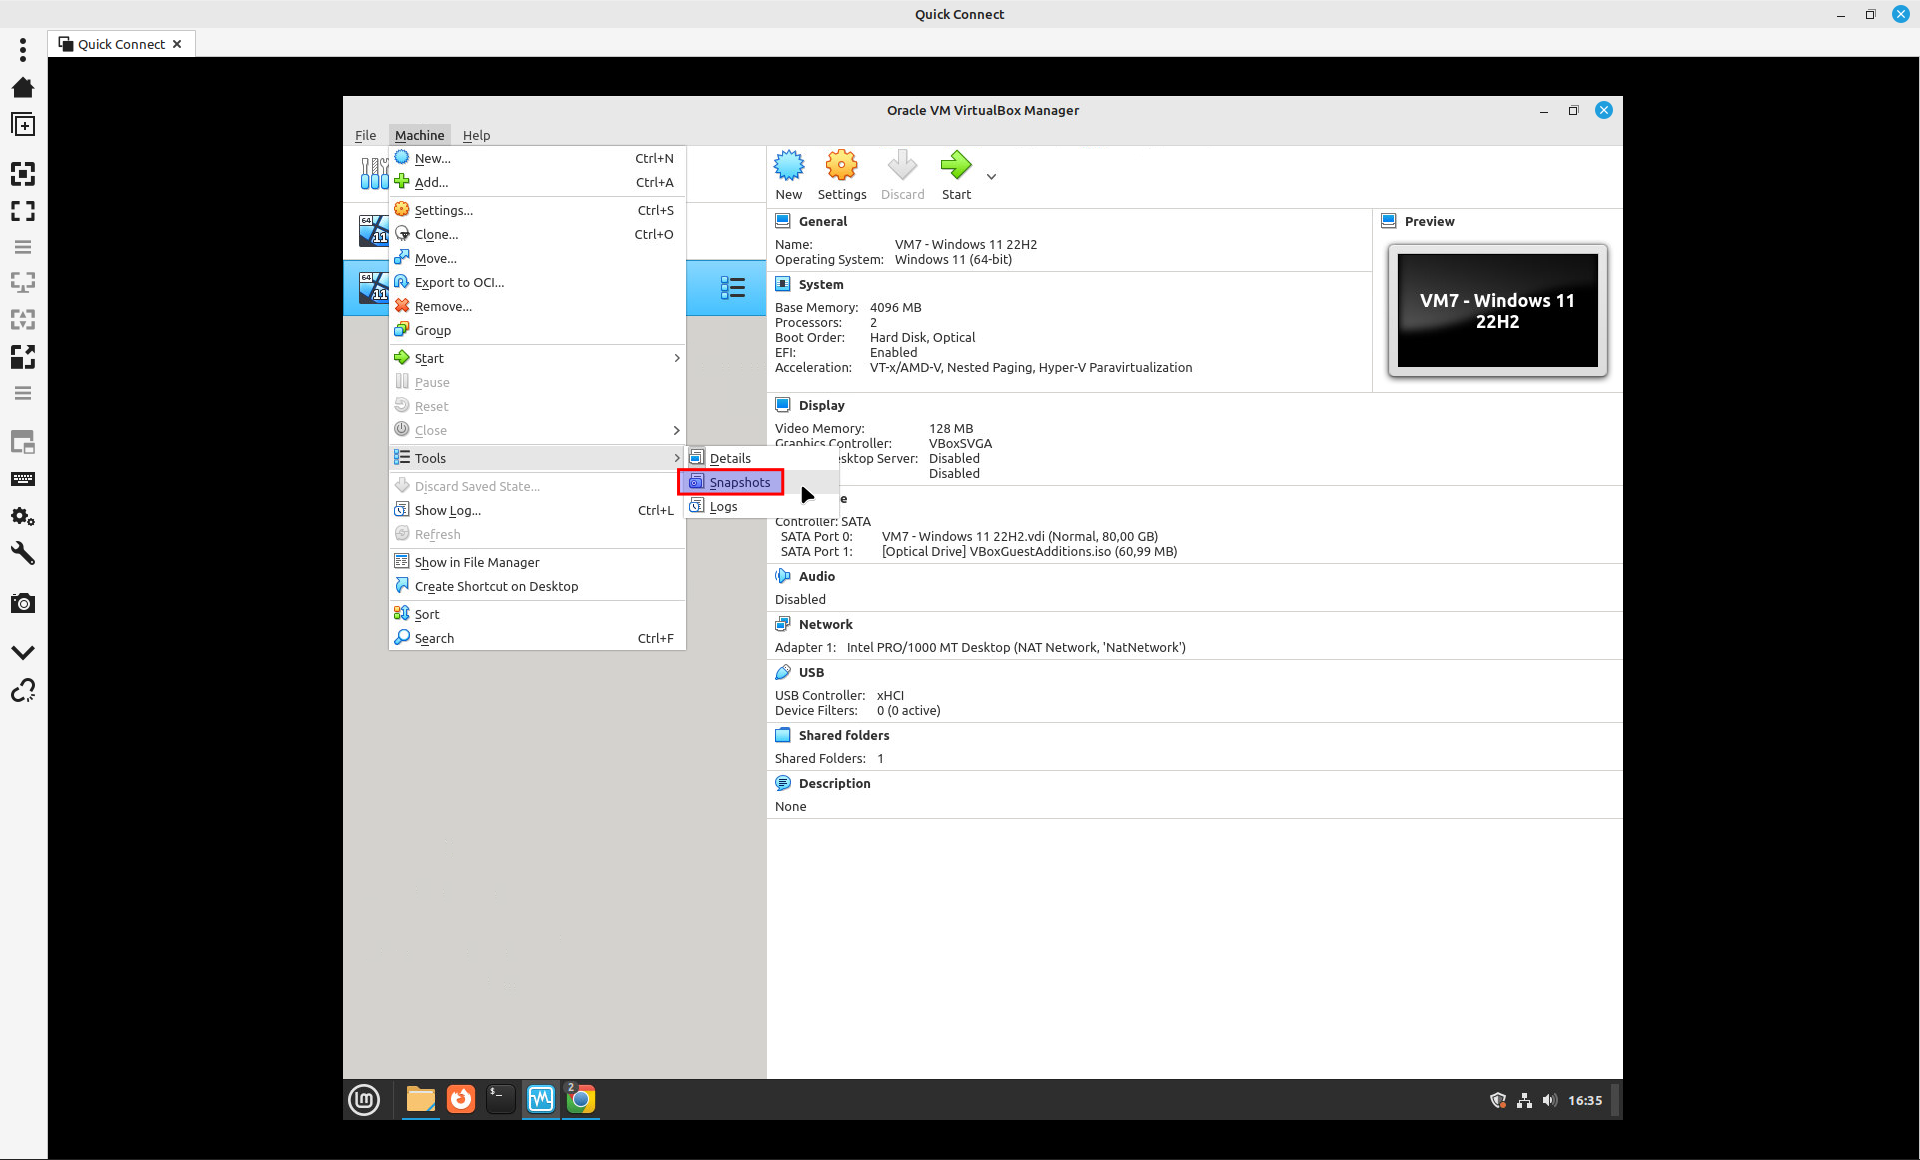 Quick Connect
Quick Connect
Oracle VM VirtualBox Manager
File Machine Help
New... Ctrl+N
Add... Ctrl+A
Settings... Ctrl+S
Clone... Ctrl+O
Move...
Export to OCI...
Remove...
Group
Start
Pause
Reset
Close
Tools
Discard Saved State...
Show Log... Ctrl+L
Refresh
Show in File Manager
Create Shortcut on Desktop
Sort
Search Ctrl+F
Details
Snapshots
Logs
64
11
64
11
New Settings Discard Start
General
Name: VM7 - Windows 11 22H2
Operating System: Windows 11 (64-bit)
Preview
VM7 - Windows 11
22H2
System
Base Memory: 4096 MB
Processors: 2
Boot Order: Hard Disk, Optical
EFI: Enabled
Acceleration: VT-x/AMD-V, Nested Paging, Hyper-V Paravirtualization
Display
Video Memory: 128 MB
Graphics Controller: VBoxSVGA
sktop Server: Disabled
Disabled
e
Controller: SATA
SATA Port 0: VM7 - Windows 11 22H2.vdi (Normal, 80,00 GB)
SATA Port 1: [Optical Drive] VBoxGuestAdditions.iso (60,99 MB)
Audio
Disabled
Network
Adapter 1: Intel PRO/1000 MT Desktop (NAT Network, 'NatNetwork')
USB
USB Controller: xHCI
Device Filters: 0 (0 active)
Shared folders
Shared Folders: 1
Description
None
2
16:35